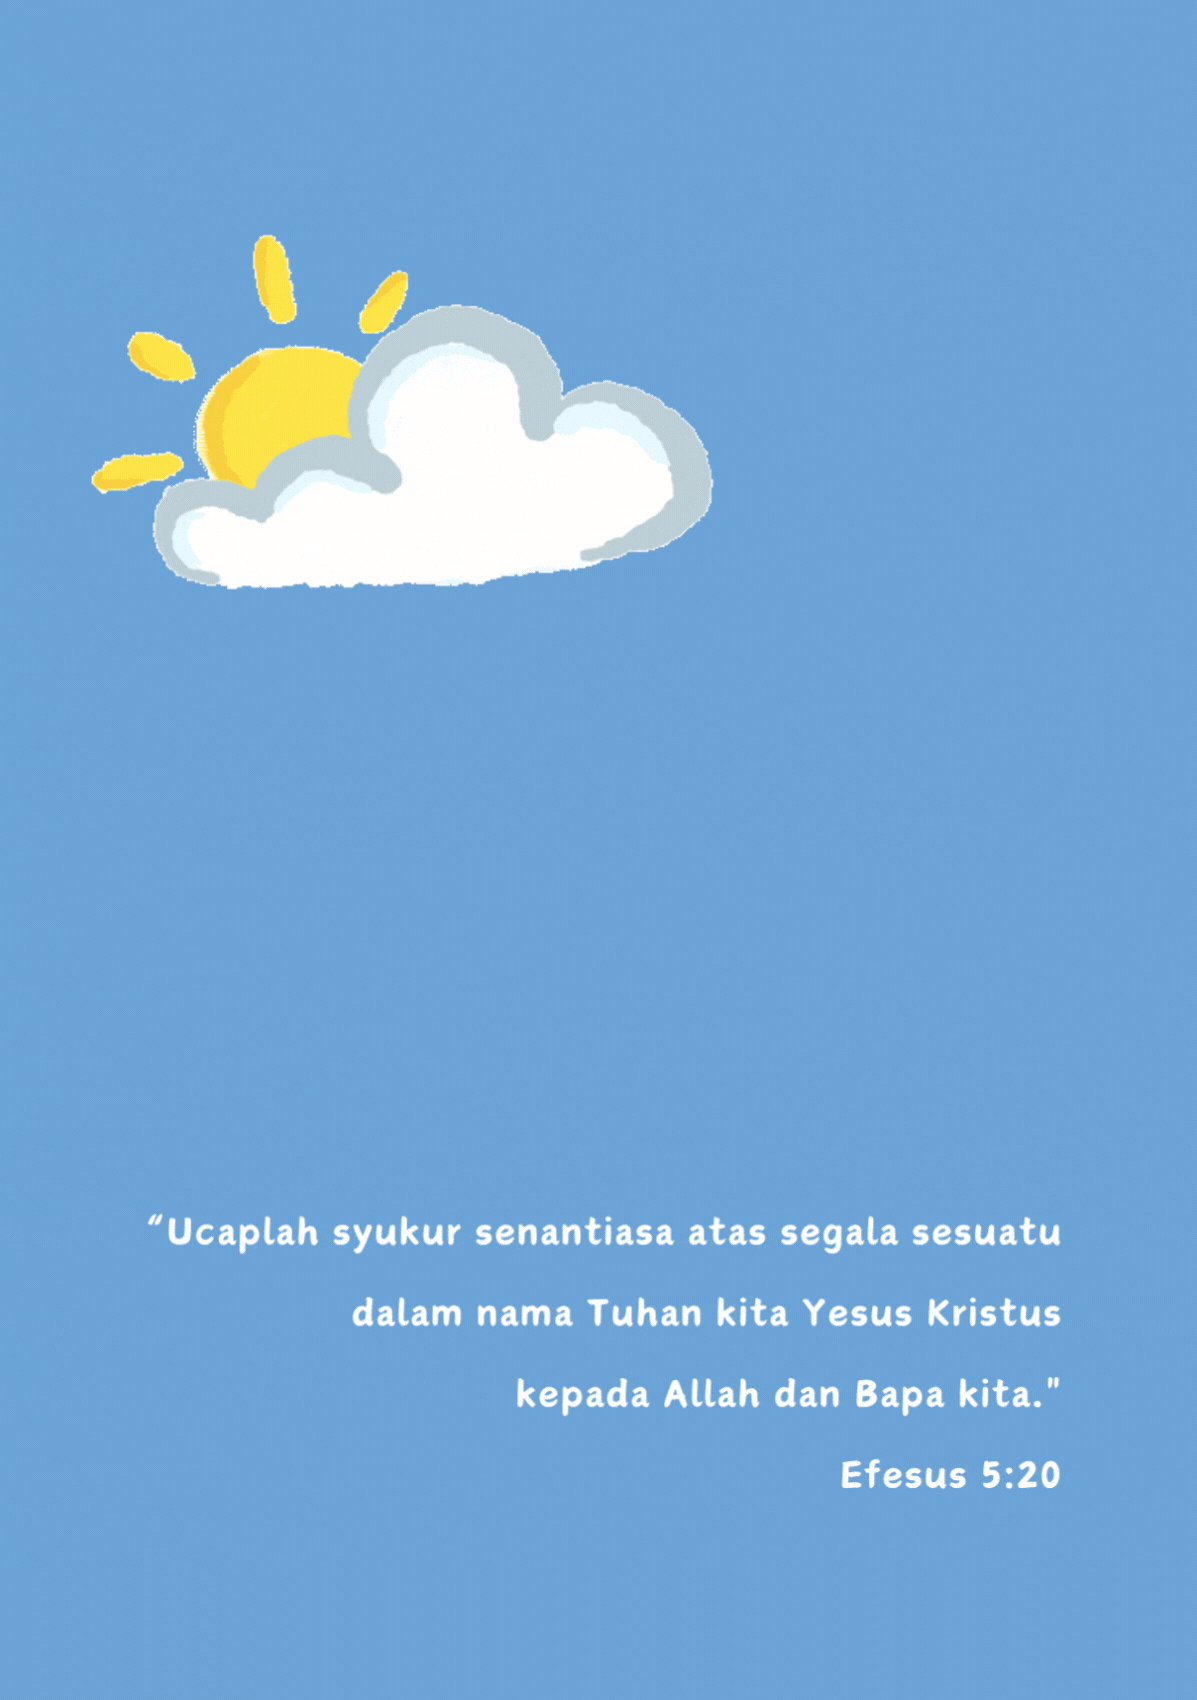 “Ucaplah syukur senantiasa atas segala sesuatu
dalam nama Tuhan kita Yesus Kristus
kepada Allah dan Bapa kita."
Efesus 5:20